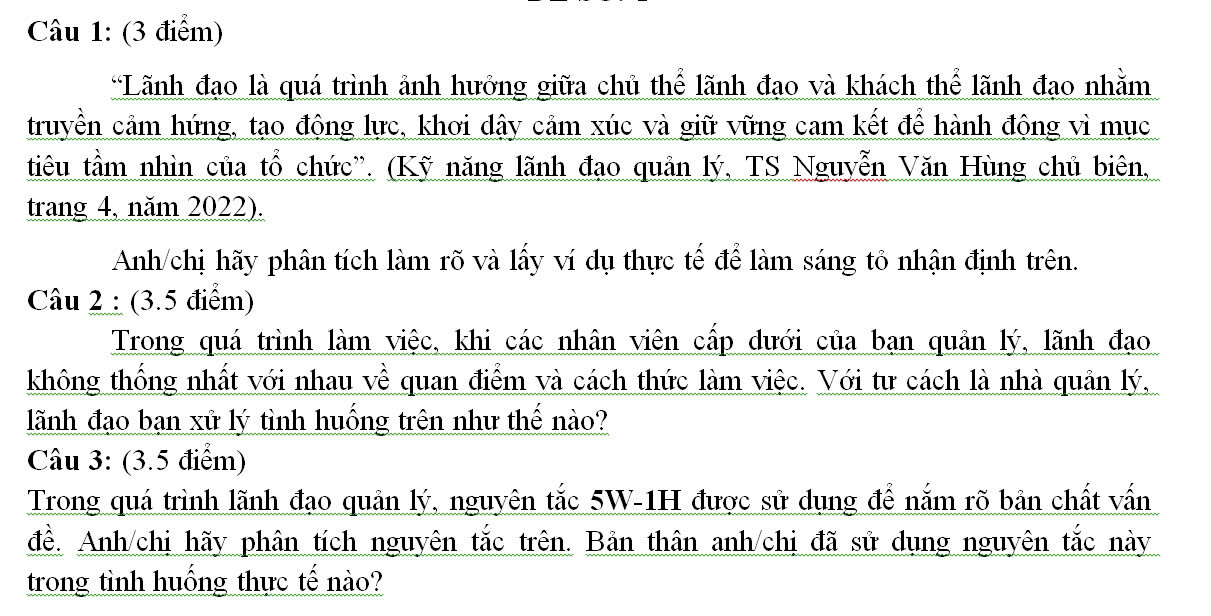 Câu 1: (3 điểm)
“Lãnh đạo là quá trình ảnh hưởng giữa chủ thể lãnh đạo và khách thể lãnh đạo nhằm
truyền cảm hứng, tạo động lực, khơi dậy cảm xúc và giữ vững cam kết để hành động vì mục
tiêu tầm nhìn của tổ chức”. (Kỹ năng lãnh đạo quản lý, TS Nguyễn Văn Hùng chủ biên,
trang 4, năm 2022).
Anh/chị hãy phân tích làm rõ và lấy ví dụ thực tế để làm sáng tỏ nhận định trên.
Câu 2 : (3.5 điểm)
Trong quá trình làm việc, khi các nhân viên cấp dưới của bạn quản lý, lãnh đạo
không thống nhất với nhau về quan điểm và cách thức làm việc. Với tư cách là nhà quản lý,
lãnh đạo bạn xử lý tình huống trên như thế nào?
Câu 3: (3.5 điểm)
Trong quá trình lãnh đạo quản lý, nguyên tắc 5W-1H được sử dụng để nắm rõ bản chất vấn
đề. Anh/chị hãy phân tích nguyên tắc trên. Bản thân anh/chị đã sử dụng nguyên tắc này
trong tình huống thực tế nào?